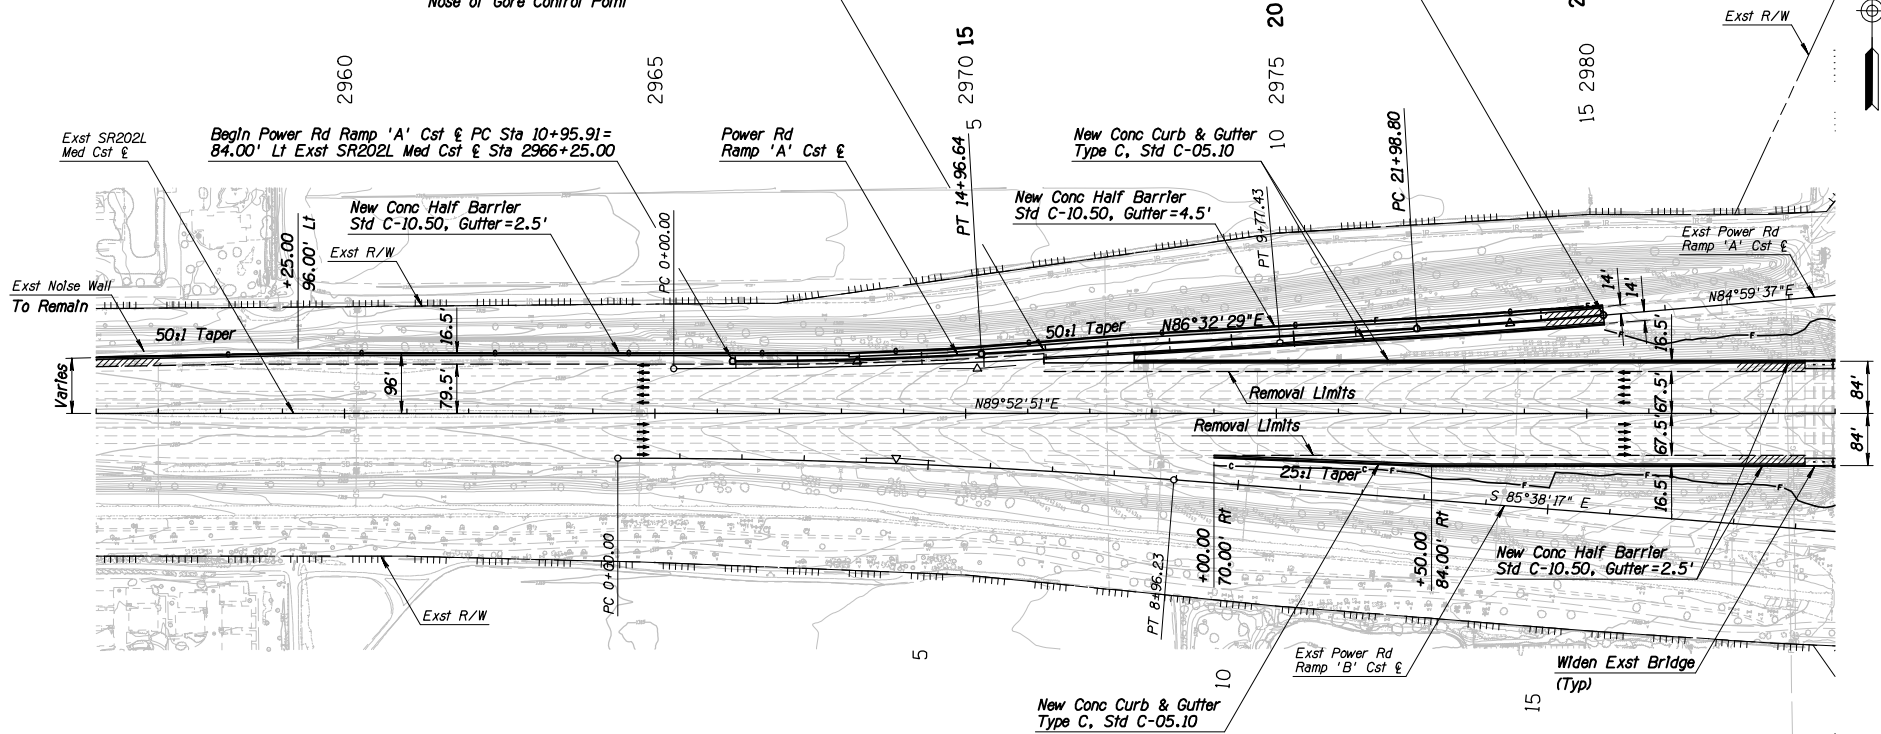 Nose of Gore Control Point
20
2
Exst R/W
2960
2965
2970
15
5
2975
10
2980
15
Exst SR202L
Med Cst ℄
Begin Power Rd Ramp 'A' Cst ℄ PC Sta 10+95.91=
84.00' Lt Exst SR202L Med Cst ℄ Sta 2966+25.00
Power Rd
Ramp 'A' Cst ℄
PT 14+96.64
New Conc Curb & Gutter
Type C, Std C-05.10
PC 21+98.80
New Conc Half Barrier
Std C-10.50, Gutter=2.5'
New Conc Half Barrier
Std C-10.50, Gutter=4.5'
PT 9+77.43
+25.00
96.00' Lt
Exst R/W
PC 0+00.00
Exst Power Rd
Ramp 'A' Cst ℄
Exst Noise Wall
To Remain
50:1 Taper
16.5'
50:1 Taper
N86°32'29"E
14'
14'
N84°59'37"E
16.5'
Varies
96'
79.5'
N89°52'51"E
Removal Limits
Removal Limits
67.5'
67.5'
84'
84'
25:1 Taper
S 85°38'17" E
16.5'
PC 0+00.00
PT 8+96.23
+00.00
70.00' Rt
+50.00
84.00' Rt
New Conc Half Barrier
Std C-10.50, Gutter=2.5'
Exst R/W
5
10
Exst Power Rd
Ramp 'B' Cst ℄
Widen Exst Bridge
(Typ)
15
New Conc Curb & Gutter
Type C, Std C-05.10